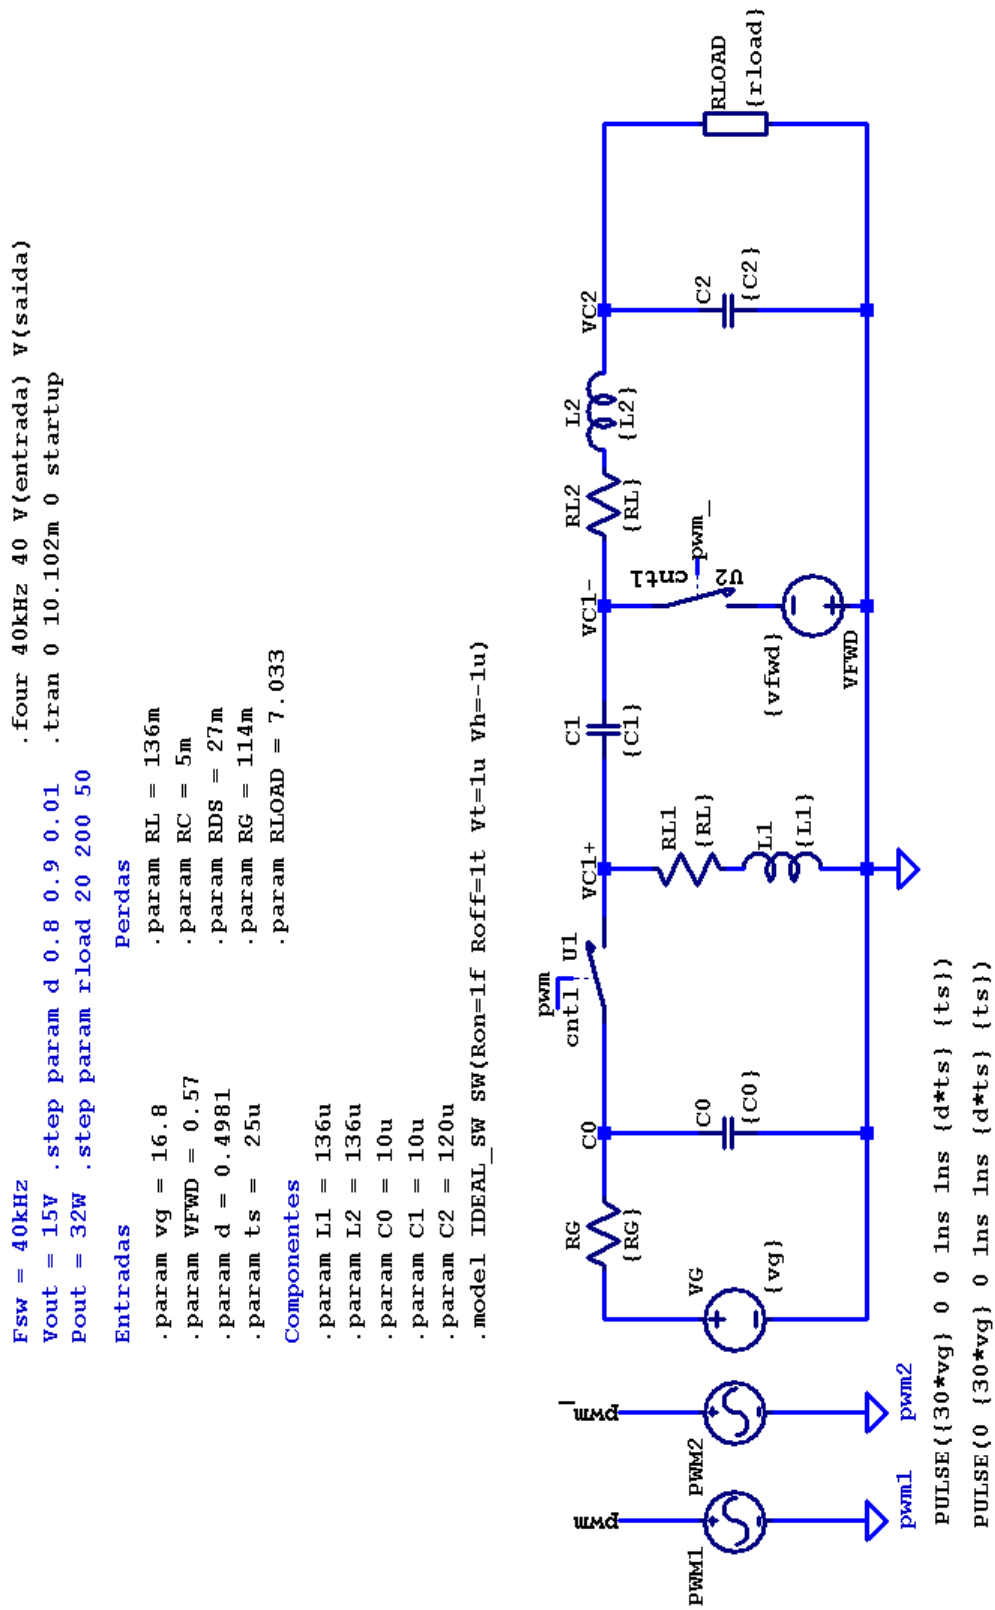 Fsw = 40kHz
Vout = 15V .step param d 0.8 0.9 0.01
Pout = 32W .step param rload 20 200 50
.four 40kHz 40 V(entrada) V(saida)
.tran 0 10.102m 0 startup
Entradas
.param vg = 16.8
.param VFWD = 0.57
.param d = 0.4981
.param ts = 25u
Perdas
.param RL = 136m
.param RC = 5m
.param RDS = 27m
.param RG = 114m
.param RLOAD = 7.033
Componentes
.param L1 = 136u
.param L2 = 136u
.param C0 = 10u
.param C1 = 10u
.param C2 = 120u
.model IDEAL_SW SW(Ron=1f Roff=1t Vt=1u Vh=-1u)
pwm
PWM1
pwm1
pwm_
PWM2
pwm2
VG
{vg}
RG
{RG}
C0
C0
{C0}
pwm
cntl
U1
VC1+
RL1
{RL}
L1
{L1}
C1
{C1}
VC1-
cntl
pwm_
U2
{vfwd}
VFWD
RL2
{RL}
L2
{L2}
VC2
C2
{C2}
RLOAD
{rload}
PULSE({30*vg} 0 0 1ns 1ns {d*ts} {ts})
PULSE(0 {30*vg} 0 1ns 1ns {d*ts} {ts})